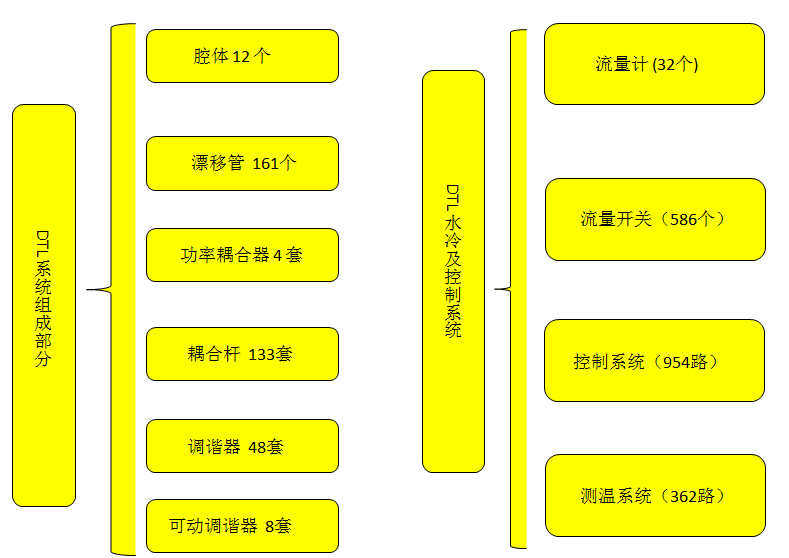 DTL系统组成部分
腔体12个
漂移管 161个
功率耦合器4套
耦合杆 133套
调谐器 48套
可动调谐器 8套
DTL水冷及控制系统
流量计(32个)
流量开关（586个）
控制系统（954路）
测温系统（362路）